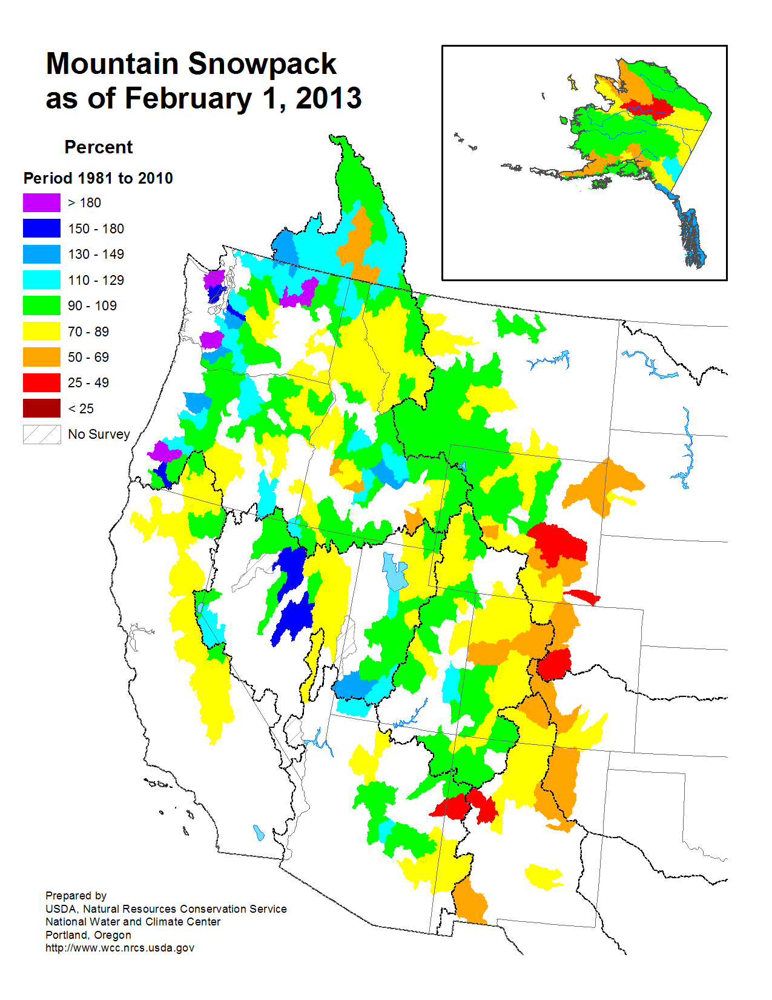 Mountain Snowpack
as of February 1, 2013
Percent
Period 1981 to 2010
> 180
150 - 180
130 - 149
110 - 129
90 - 109
70 - 89
50 - 69
25 - 49
< 25
No Survey
Prepared by
USDA, Natural Resources Conservation Service
National Water and Climate Center
Portland, Oregon
http://www.wcc.nrcs.usda.gov